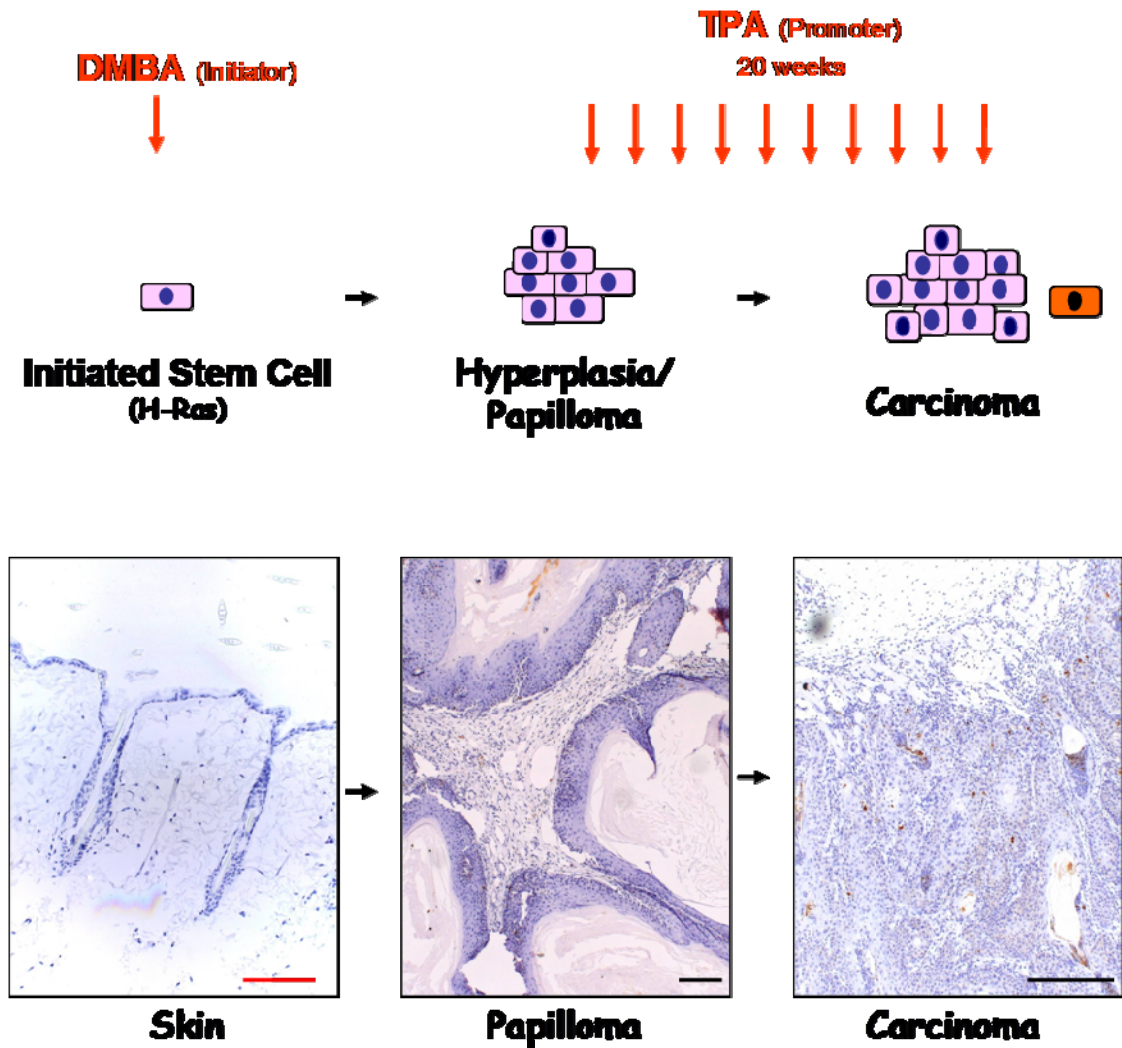 DMBA (Initiator)
TPA (Promoter)
20 weeks
Initiated Stem Cell
(H-Ras)
Hyperplasia/
Papilloma
Carcinoma
Skin
Papilloma
Carcinoma